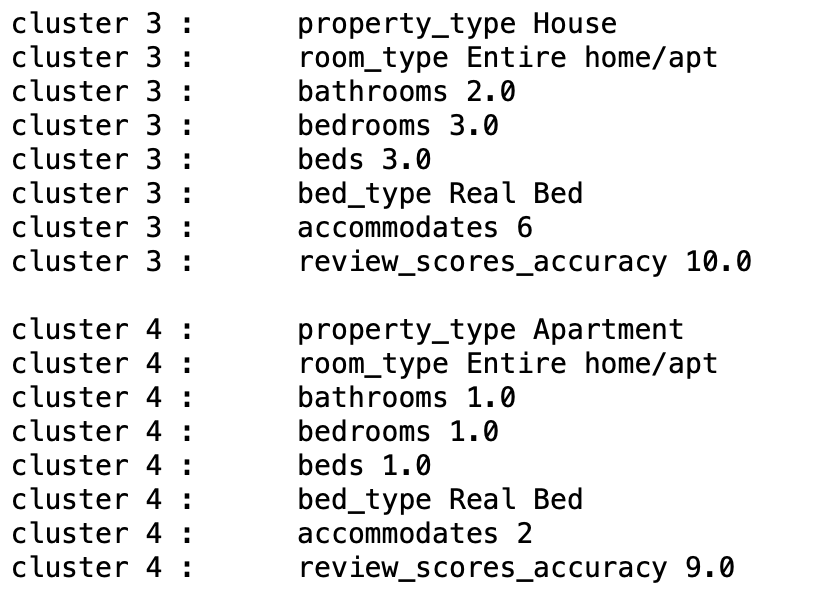 cluster 3 : property_type House
cluster 3 : room_type Entire home/apt
cluster 3 : bathrooms 2.0
cluster 3 : bedrooms 3.0
cluster 3 : beds 3.0
cluster 3 : bed_type Real Bed
cluster 3 : accommodates 6
cluster 3 : review_scores_accuracy 10.0
cluster 4 : property_type Apartment
cluster 4 : room_type Entire home/apt
cluster 4 : bathrooms 1.0
cluster 4 : bedrooms 1.0
cluster 4 : beds 1.0
cluster 4 : bed_type Real Bed
cluster 4 : accommodates 2
cluster 4 : review_scores_accuracy 9.0